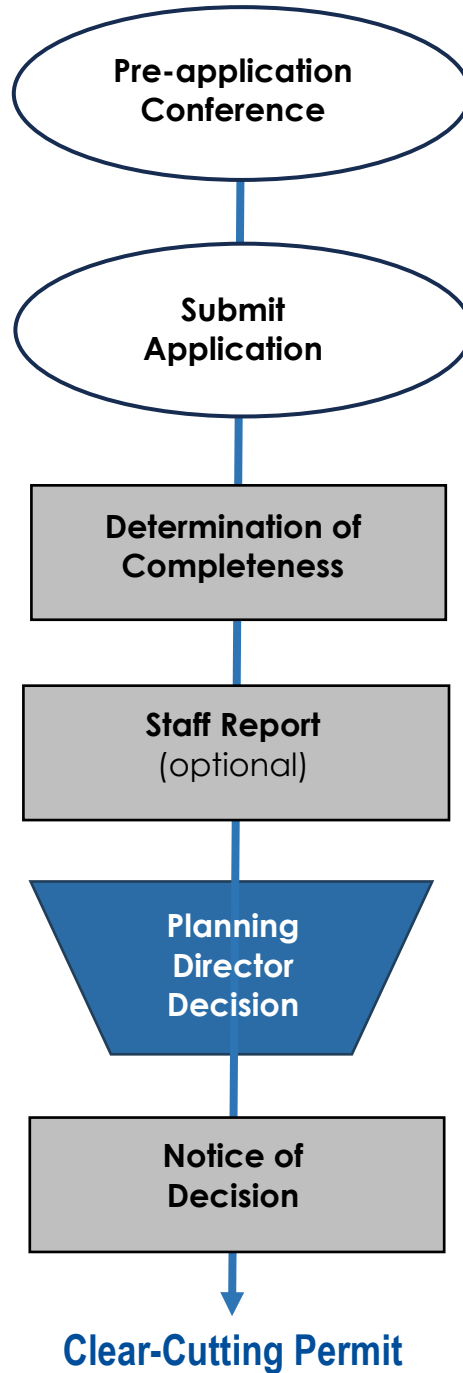 Pre-application
Conference
Submit
Application
Determination of
Completeness
Staff Report
(optional)
Planning
Director
Decision
Notice of
Decision
Clear-Cutting Permit